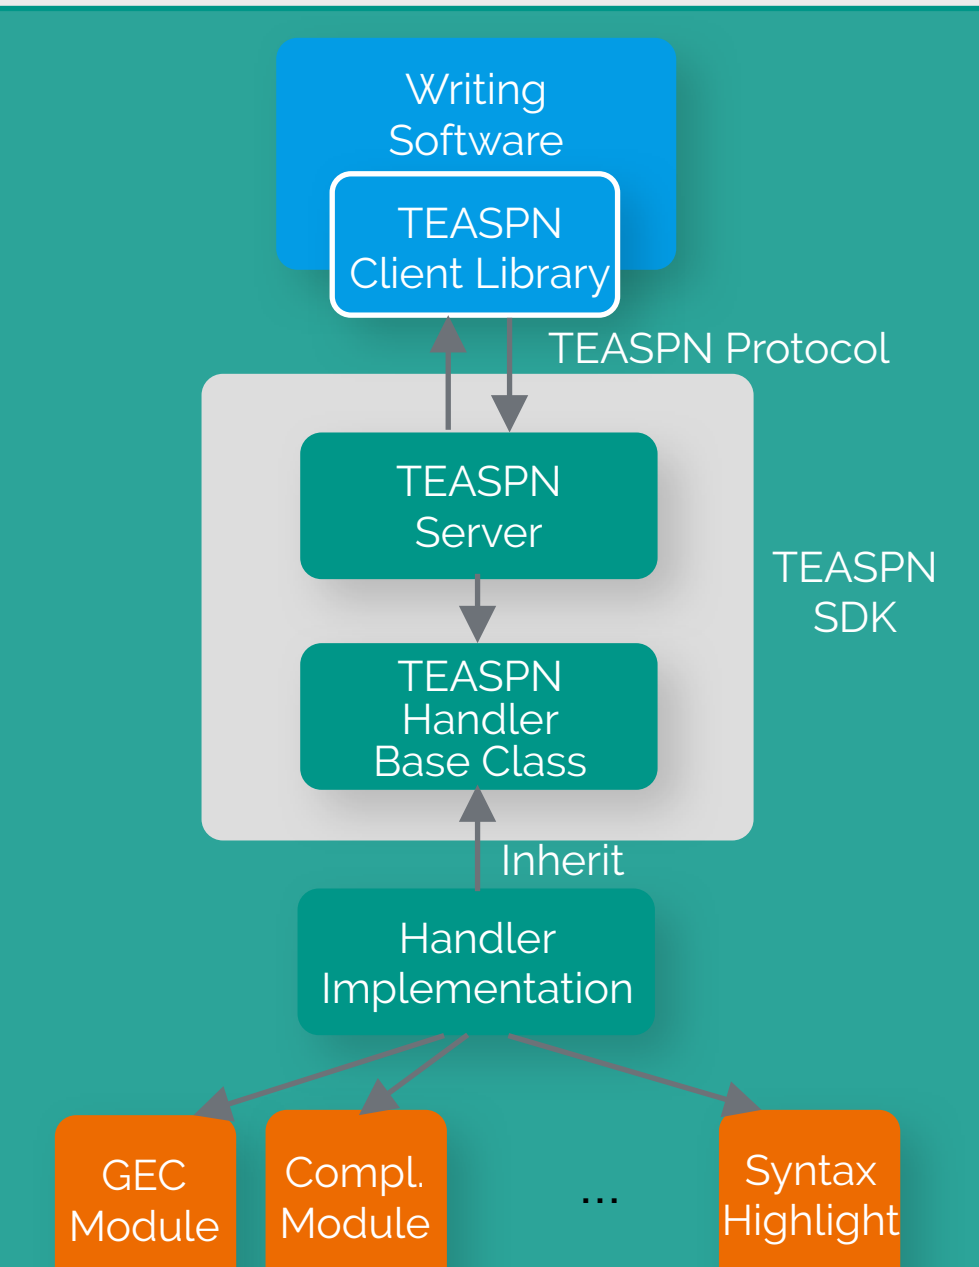 Writing
Software
TEASPN
Client Library
TEASPN Protocol
TEASPN
Server
TEASPN
SDK
TEASPN
Handler
Base Class
Inherit
Handler
Implementation
GEC
Module
Compl.
Module
...
Syntax
Highlight